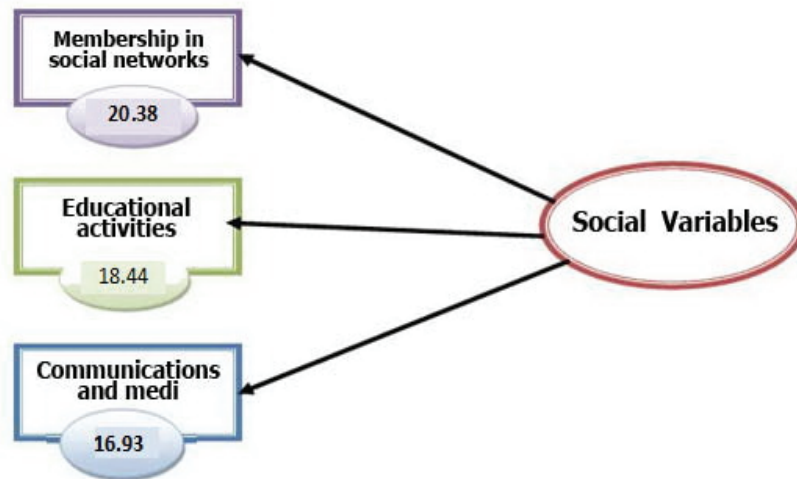 Membership in
social networks
20.38
Educational
activities
18.44
Communications
and medi
16.93
Social Variables